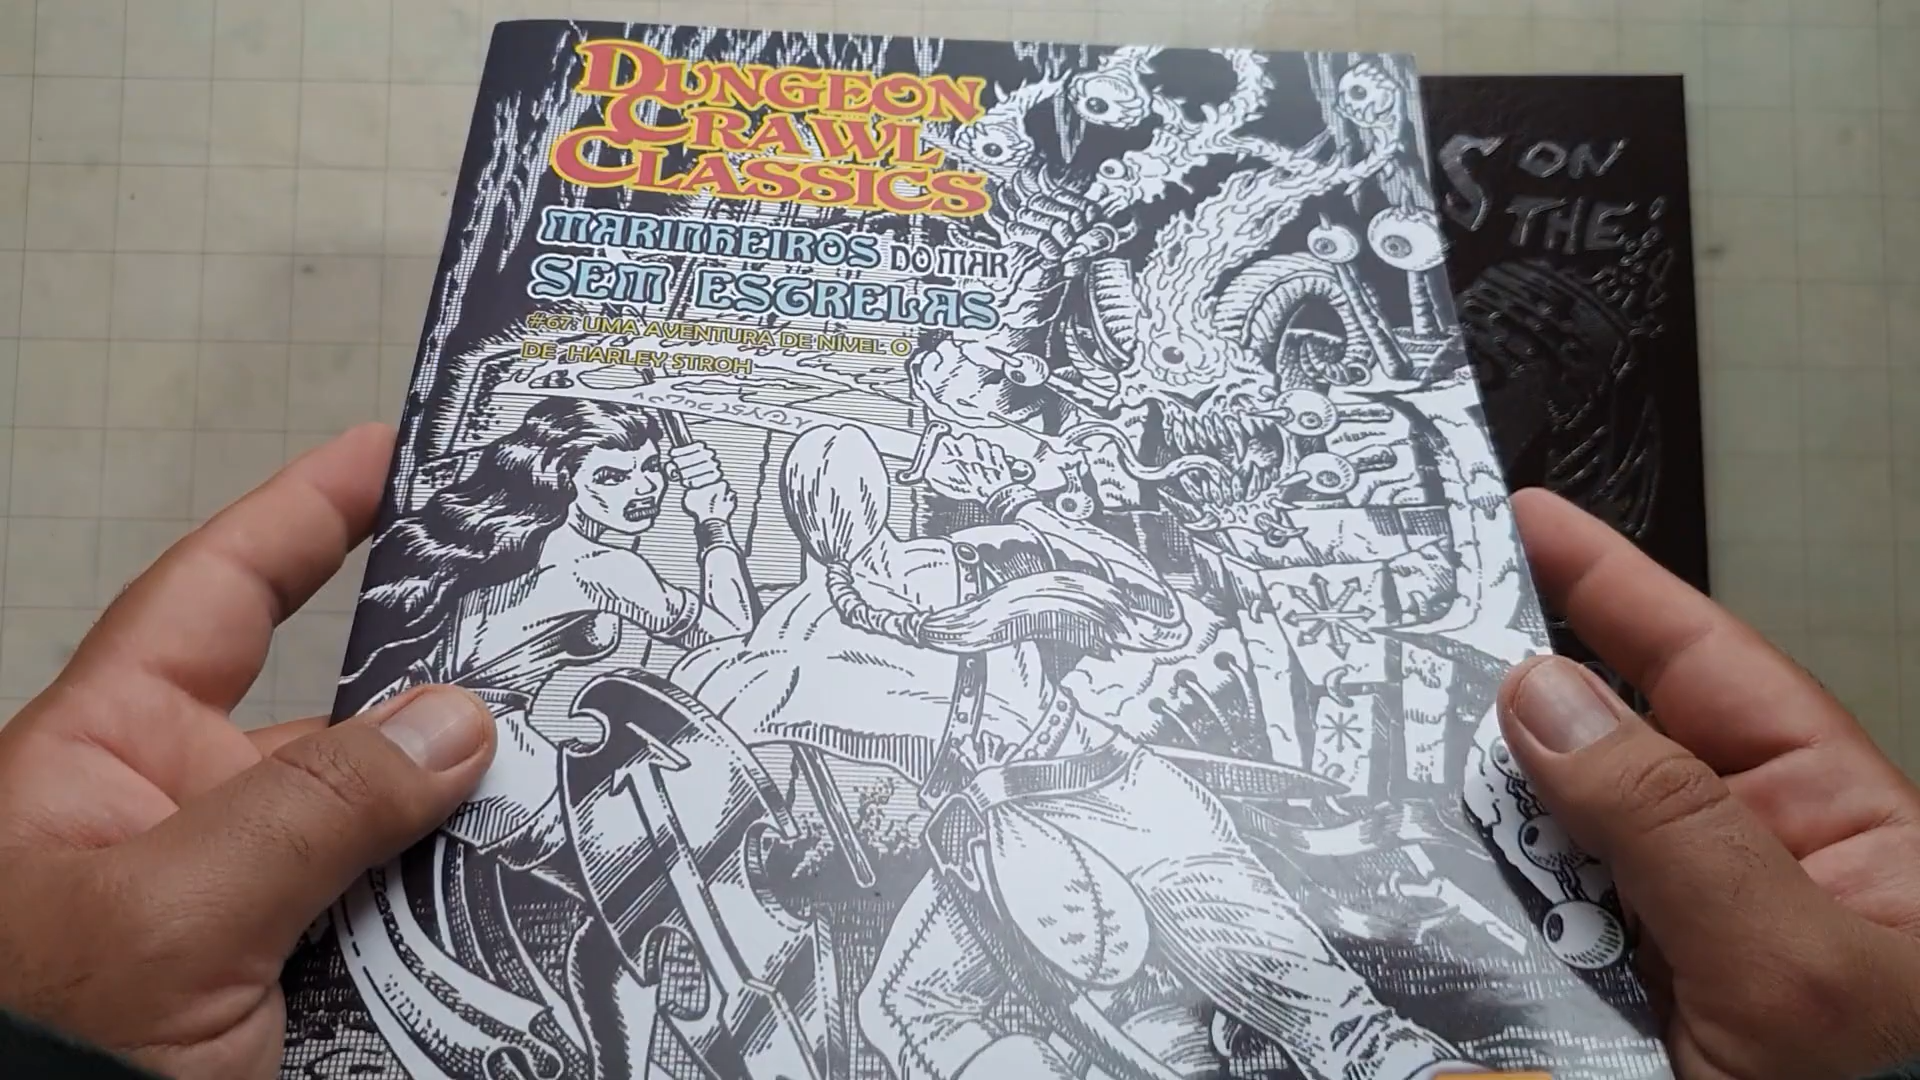 DUNGEON
CRAWL
CLASSICS
MARINHEIROS DO MAR
SEM ESTRELAS
#67: UMA AVENTURA DE NÍVEL 0
DE HARLEY STROH
S ON
THE